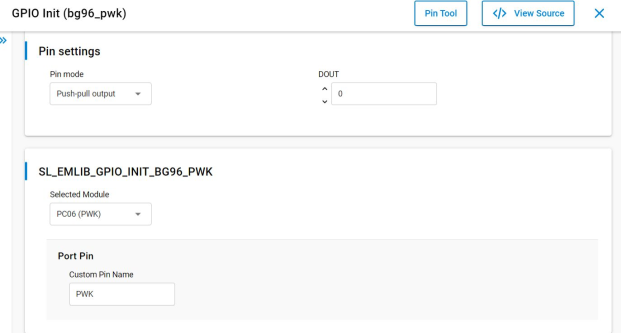 GPIO Init (bg96_pwk)
Pin Tool
</> View Source
Pin settings
Pin mode
DOUT
Push-pull output
0
SL_EMLIB_GPIO_INIT_BG96_PWK
Selected Module
PC06 (PWK)
Port Pin
Custom Pin Name
PWK